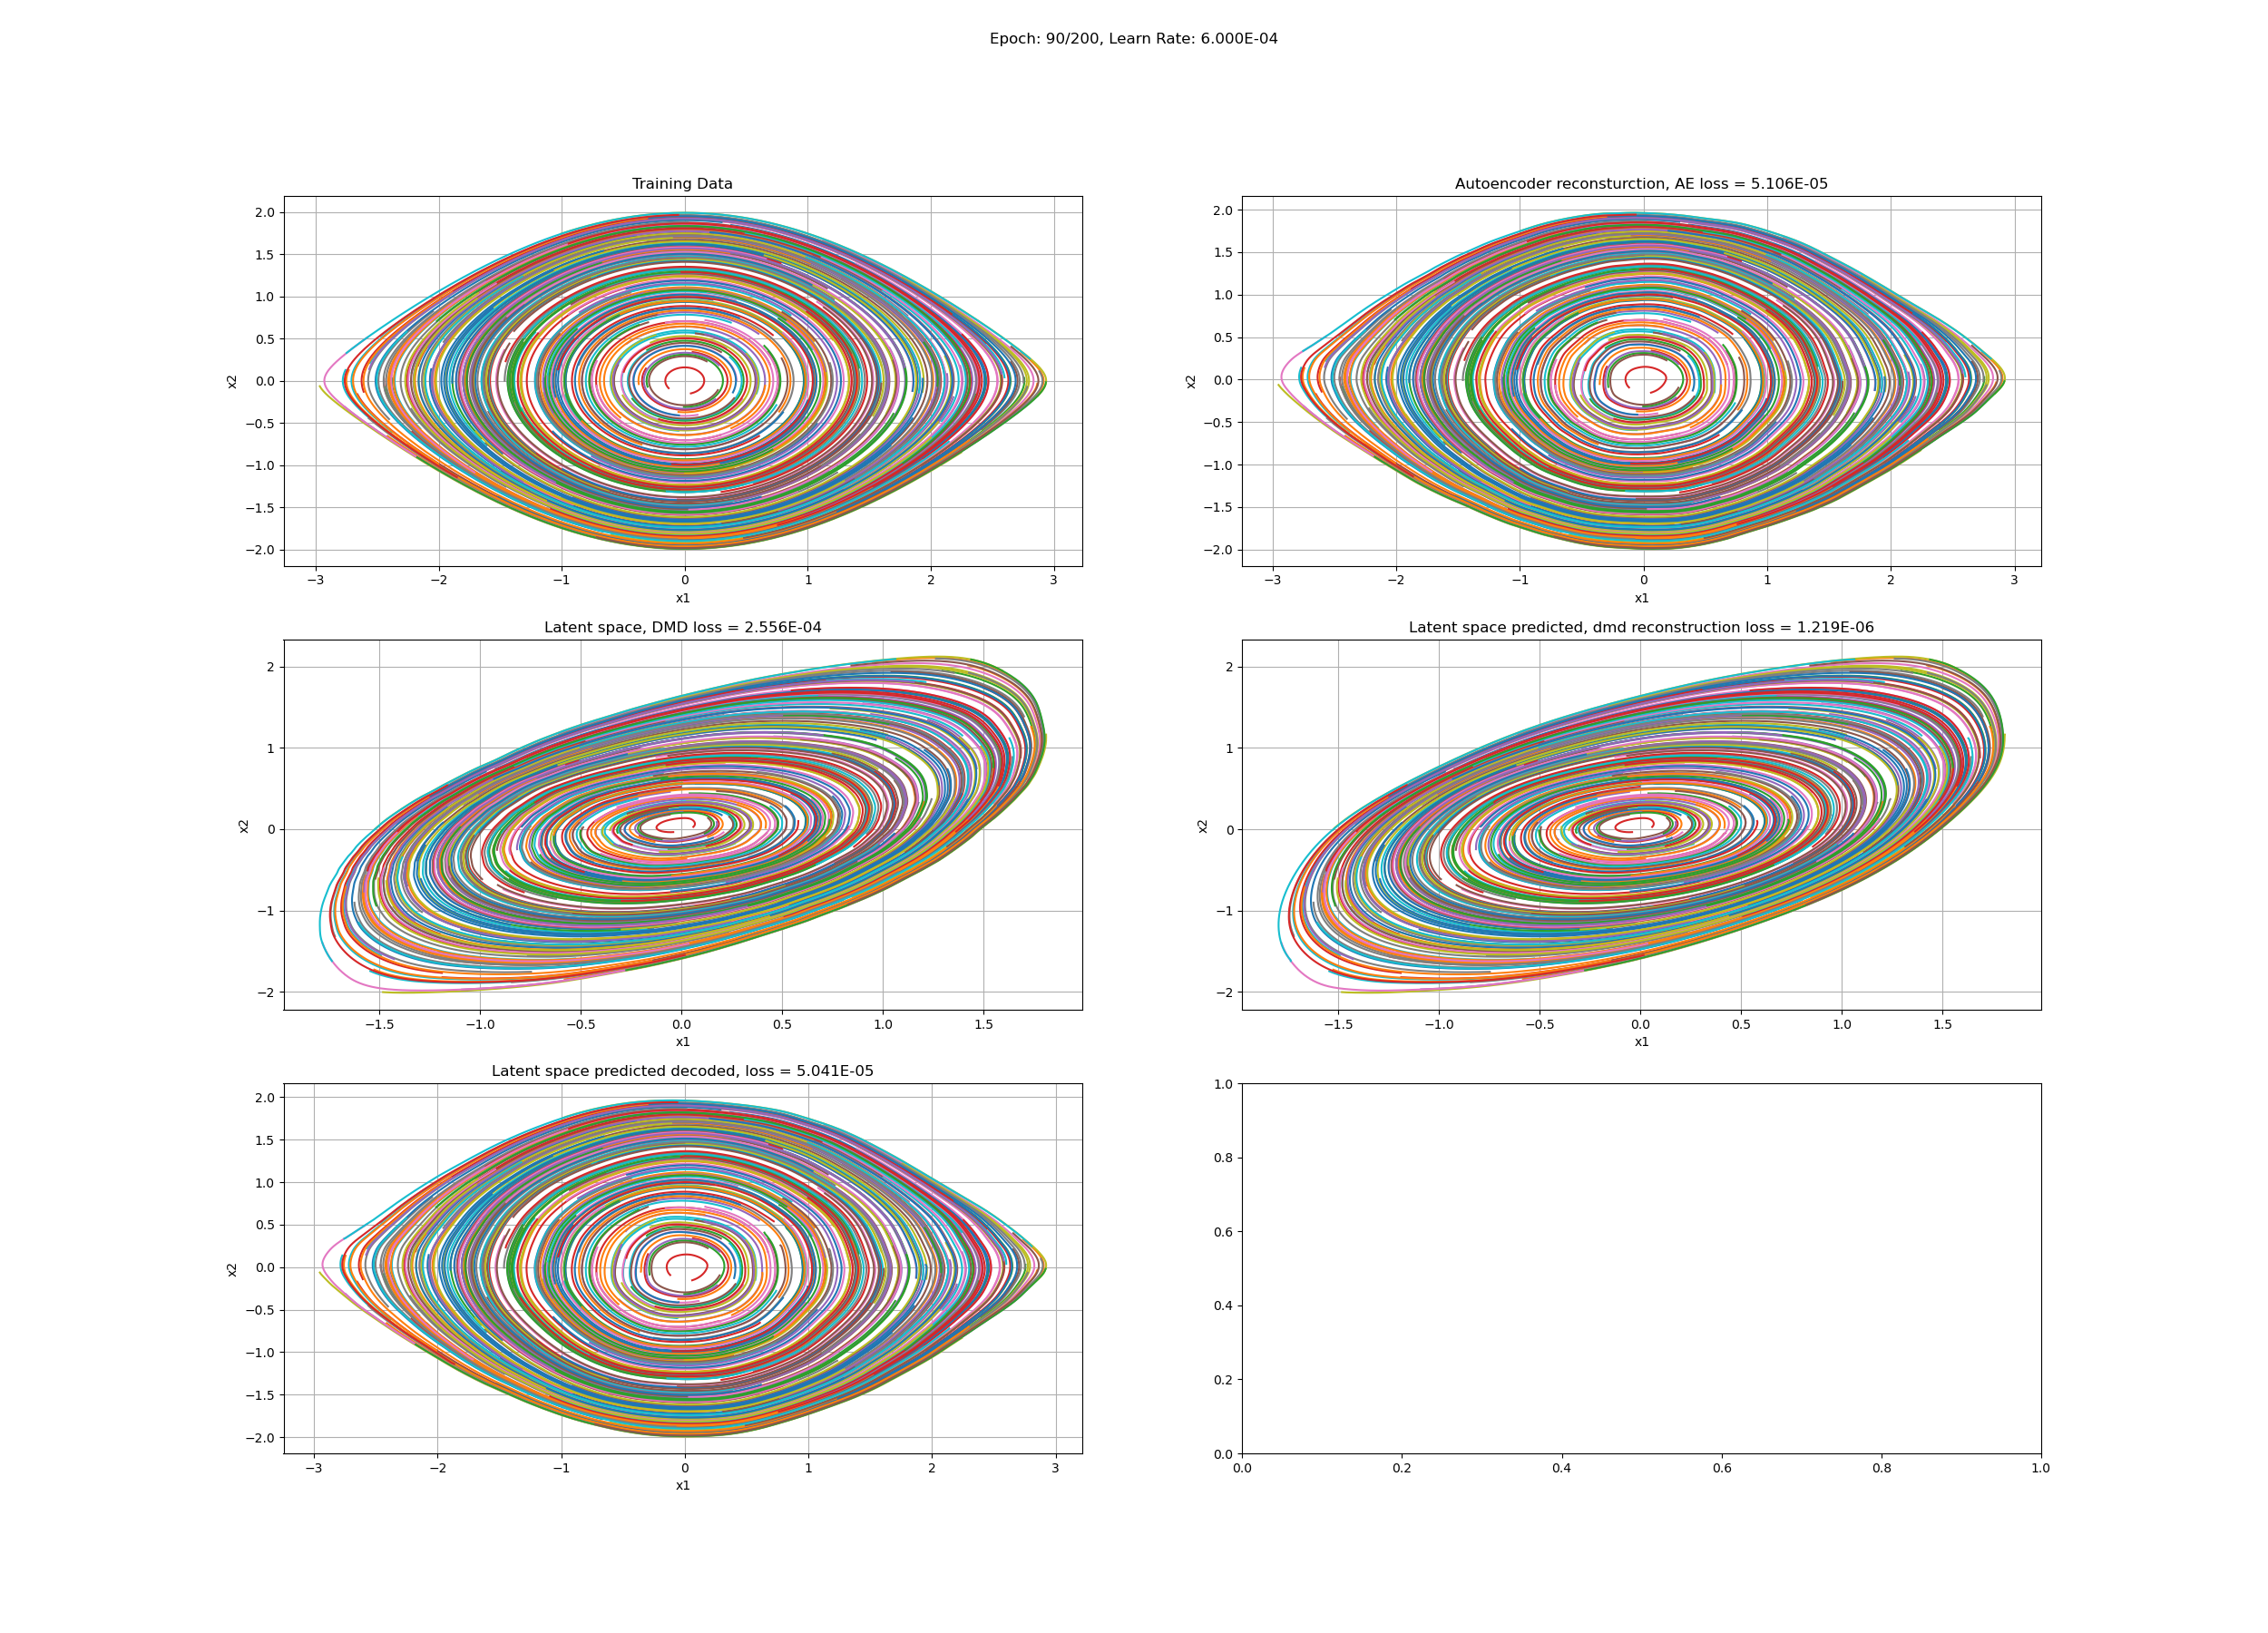 Epoch: 90/200, Learn Rate: 6.000E-04
Training Data
x2
2.0
1.5
1.0
0.5
0.0
−0.5
−1.0
−1.5
−2.0
−3 −2 −1 0 1 2 3
x1
Autoencoder reconsturction, AE loss = 5.106E-05
x2
2.0
1.5
1.0
0.5
0.0
−0.5
−1.0
−1.5
−2.0
−3 −2 −1 0 1 2 3
x1
Latent space, DMD loss = 2.556E-04
x2
2
1
0
−1
−2
−1.5 −1.0 −0.5 0.0 0.5 1.0 1.5
x1
Latent space predicted, dmd reconstruction loss = 1.219E-06
x2
2
1
0
−1
−2
−1.5 −1.0 −0.5 0.0 0.5 1.0 1.5
x1
Latent space predicted decoded, loss = 5.041E-05
x2
2.0
1.5
1.0
0.5
0.0
−0.5
−1.0
−1.5
−2.0
−3 −2 −1 0 1 2 3
x1
1.0
0.8
0.6
0.4
0.2
0.0
0.0 0.2 0.4 0.6 0.8 1.0